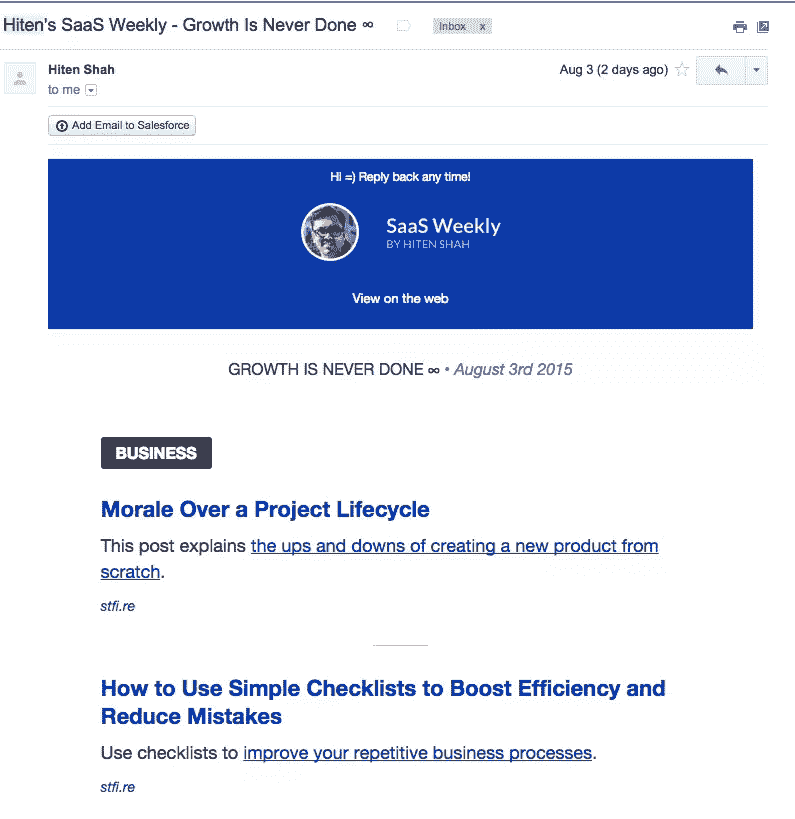 Hiten's SaaS Weekly - Growth Is Never Done ∞
Inbox x
Hiten Shah
Aug 3 (2 days ago)
to me
Add Email to Salesforce
Hi =) Reply back any time!
SaaS Weekly
BY HITEN SHAH
View on the web
GROWTH IS NEVER DONE ∞ • August 3rd 2015
BUSINESS
Morale Over a Project Lifecycle
This post explains the ups and downs of creating a new product from
scratch.
stfi.re
How to Use Simple Checklists to Boost Efficiency and
Reduce Mistakes
Use checklists to improve your repetitive business processes.
stfi.re